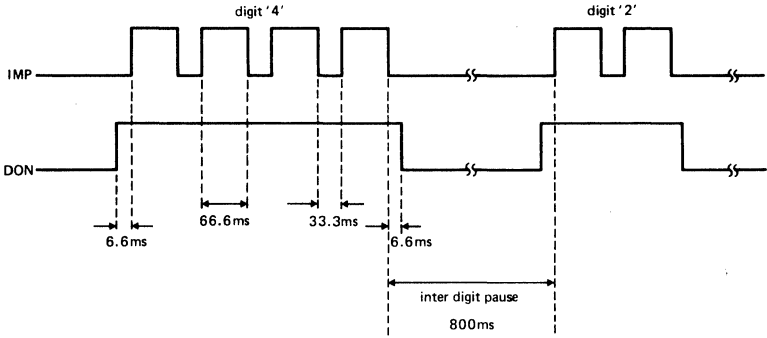 digit '4'
digit '2'
IMP
DON
66.6ms
33.3ms
6.6ms
6.6ms
inter digit pause
800ms